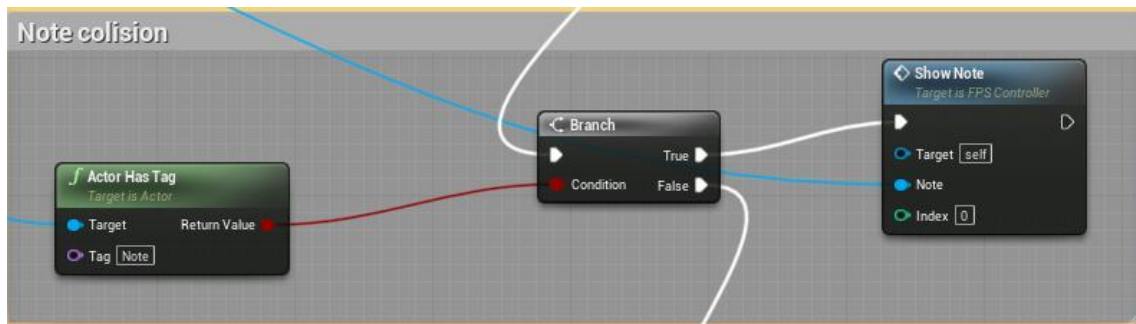 Note colision
Show Note
Target is FPS Controller
Branch
True
Actor Has Tag
Target is Actor
Target self
Condition
False
Note
Target
Return Value
Index 0
Tag Note